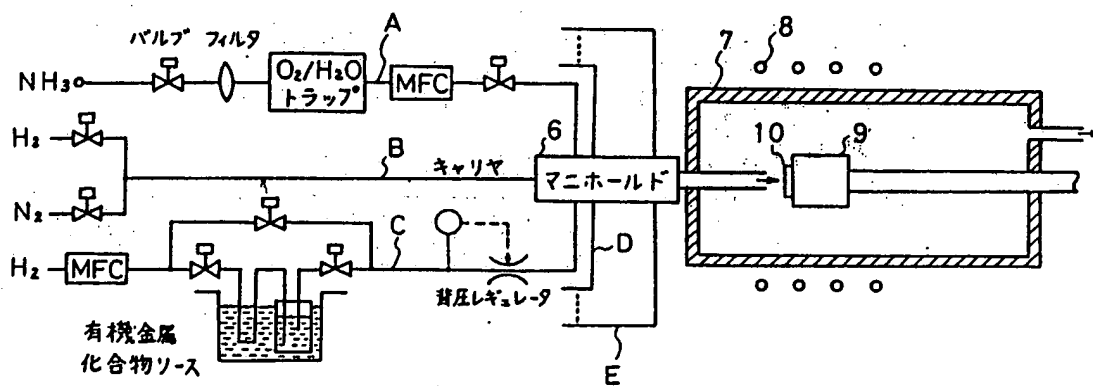 バルブ フィルタ
A
7
8
NH₃
O₂/H₂O
トラップ
MFC
H₂
6
10
9
B
キャリヤ
マニホールド
N₂
C
D
H₂
MFC
背圧レギュレータ
有機金属
化合物ソース
E